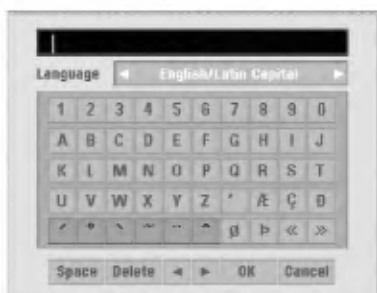 Language ◄ English/Latin Capital ►
1 2 3 4 5 6 7 8 9 0
A B C D E F G H I J
K L M N O P Q R S T
U V W X Y Z Æ Ç Ð
Ø Þ « »
Space Delete ◄ ► OK Cancel